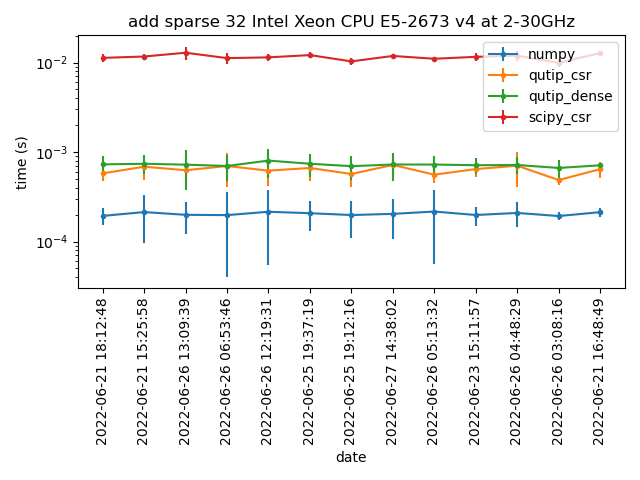 add sparse 32 Intel Xeon CPU E5-2673 v4 at 2-30GHz
numpy
qutip_csr
qutip_dense
scipy_csr
time (s)
10⁻²
10⁻³
10⁻⁴
2022-06-21 18:12:48
2022-06-21 15:25:58
2022-06-26 13:09:39
2022-06-26 06:53:46
2022-06-26 12:19:31
2022-06-25 19:37:19
2022-06-25 19:12:16
2022-06-27 14:38:02
2022-06-26 05:13:32
2022-06-23 15:11:57
2022-06-26 04:48:29
2022-06-26 03:08:16
2022-06-21 16:48:49
date